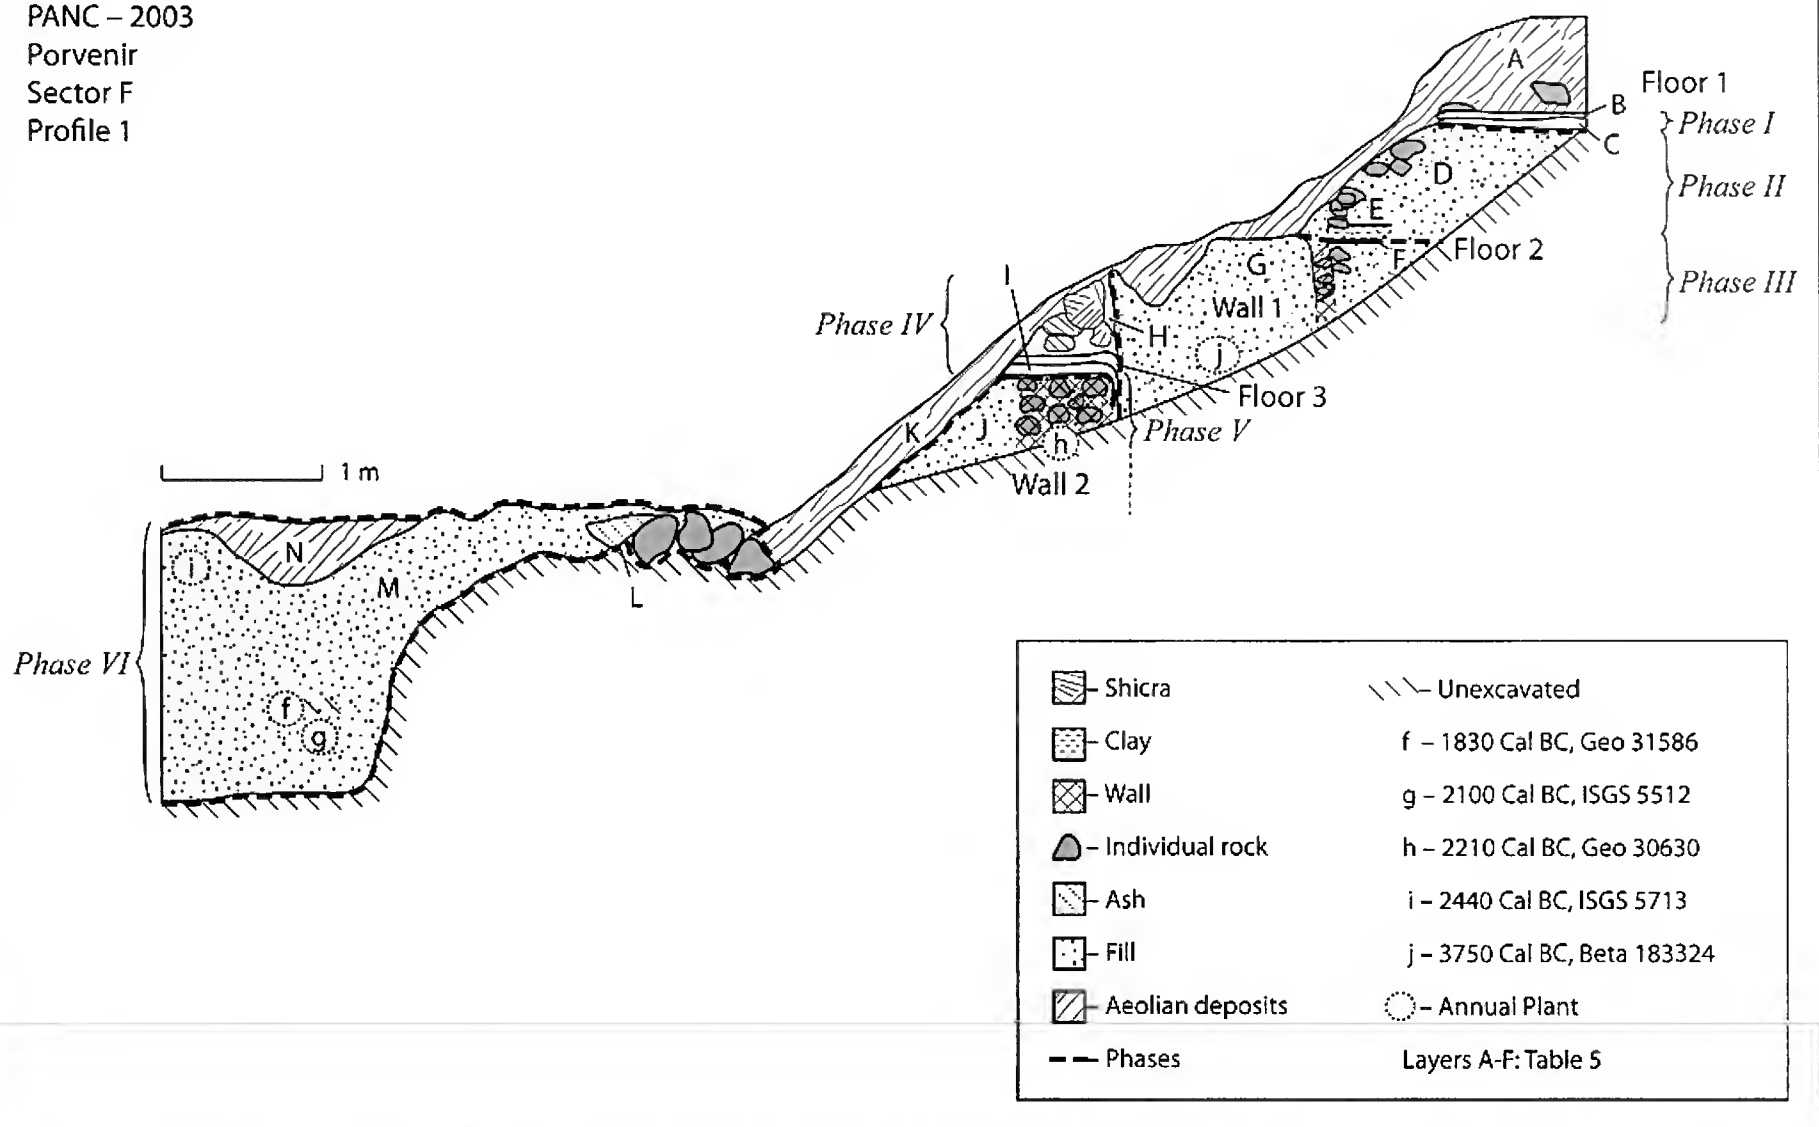 PANC – 2003
Porvenir
Sector F
Profile 1
A
Floor 1
B
Phase I
C
D
Phase II
E
F
Floor 2
G
Phase III
I
Wall 1
Phase IV
H
j
Floor 3
K
J
Phase V
h
1 m
Wall 2
N
i
M
L
Phase VI
f
g
Shicra
Unexcavated
Clay
f – 1830 Cal BC, Geo 31586
Wall
g – 2100 Cal BC, ISGS 5512
Individual rock
h – 2210 Cal BC, Geo 30630
Ash
i – 2440 Cal BC, ISGS 5713
Fill
j – 3750 Cal BC, Beta 183324
Aeolian deposits
Annual Plant
Phases
Layers A-F: Table 5